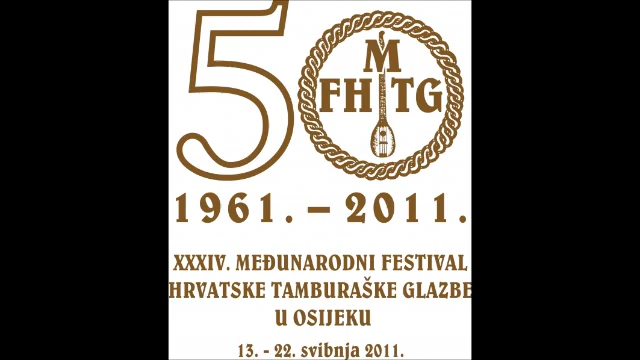 50
M
FH TG
1961. – 2011.
XXXIV. MEĐUNARODNI FESTIVAL
HRVATSKE TAMBURAŠKE GLAZBE
U OSIJEKU
13. - 22. svibnja 2011.